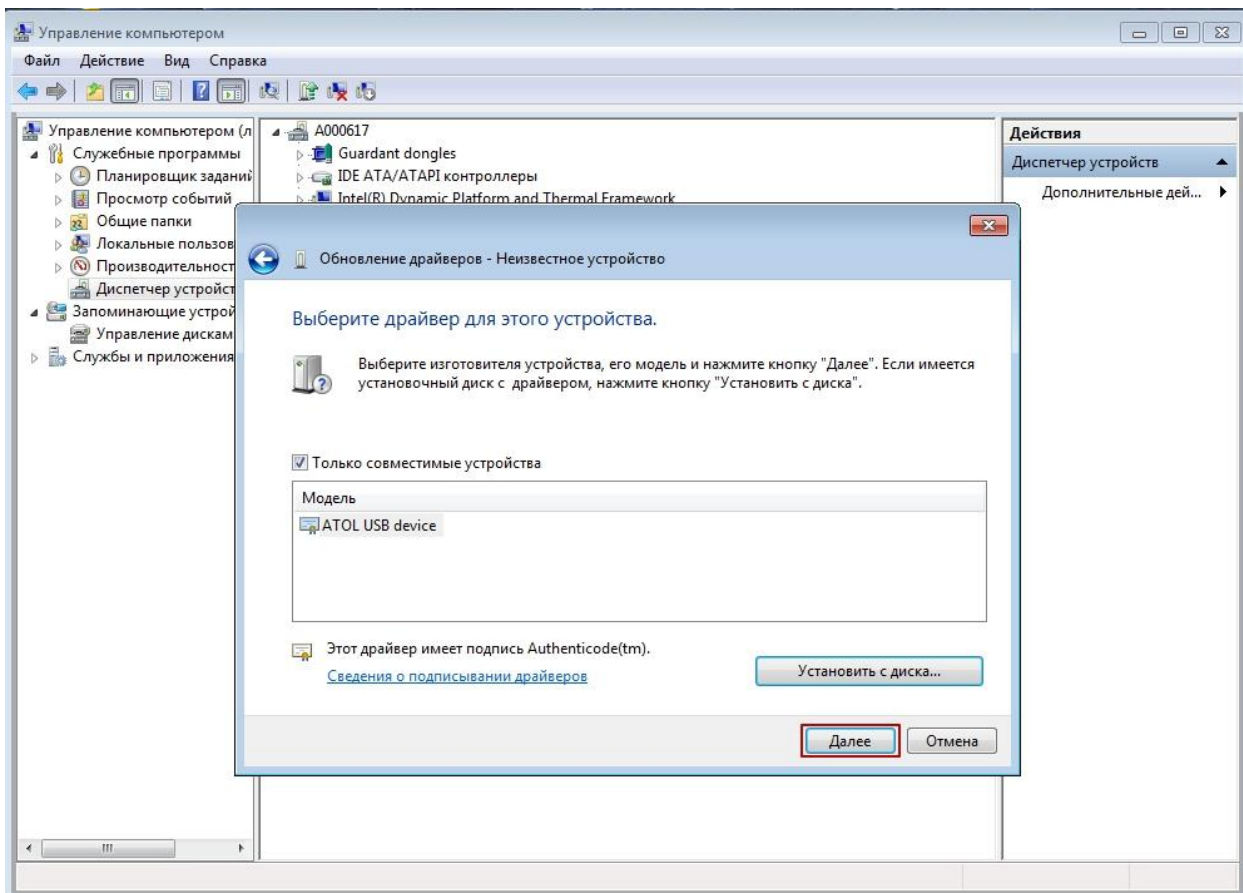 Управление компьютером
Файл Действие Вид Справка
Управление компьютером (л
Служебные программы
Планировщик заданий
Просмотр событий
Общие папки
Локальные пользов
Производительност
Диспетчер устройст
Запоминающие устрой
Управление дискам
Службы и приложения
A000617
Guardant dongles
IDE ATA/ATAPI контроллеры
Intel(R) Dynamic Platform and Thermal Framework
Действия
Диспетчер устройств
Дополнительные дей...
Обновление драйверов - Неизвестное устройство
Выберите драйвер для этого устройства.
Выберите изготовителя устройства, его модель и нажмите кнопку "Далее". Если имеется
установочный диск с драйвером, нажмите кнопку "Установить с диска".
Только совместимые устройства
Модель
ATOL USB device
Этот драйвер имеет подпись Authenticode(tm).
Сведения о подписывании драйверов
Установить с диска...
Далее
Отмена